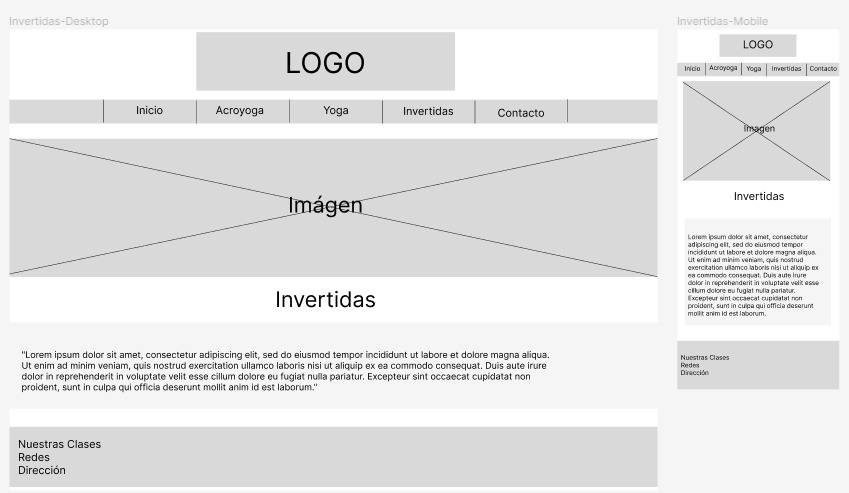 Invertidas-Desktop
LOGO
Inicio
Acroyoga
Yoga
Invertidas
Contacto
Imágen
Invertidas
"Lorem ipsum dolor sit amet, consectetur adipiscing elit, sed do eiusmod tempor incididunt ut labore et dolore magna aliqua.
Ut enim ad minim veniam, quis nostrud exercitation ullamco laboris nisi ut aliquip ex ea commodo consequat. Duis aute irure
dolor in reprehenderit in voluptate velit esse cillum dolore eu fugiat nulla pariatur. Excepteur sint occaecat cupidatat non
proident, sunt in culpa qui officia deserunt mollit anim id est laborum."
Nuestras Clases
Redes
Dirección
Invertidas-Mobile
LOGO
Inicio
Acroyoga
Yoga
Invertidas
Contacto
Imagen
Invertidas
Lorem ipsum dolor sit amet, consectetur
adipiscing elit, sed do eiusmod tempor
incididunt ut labore et dolore magna aliqua.
Ut enim ad minim veniam, quis nostrud
exercitation ullamco laboris nisi ut aliquip ex
ea commodo consequat. Duis aute irure
dolor in reprehenderit in voluptate velit esse
cillum dolore eu fugiat nulla pariatur.
Excepteur sint occaecat cupidatat non
proident, sunt in culpa qui officia deserunt
mollit anim id est laborum.
Nuestras Clases
Redes
Dirección